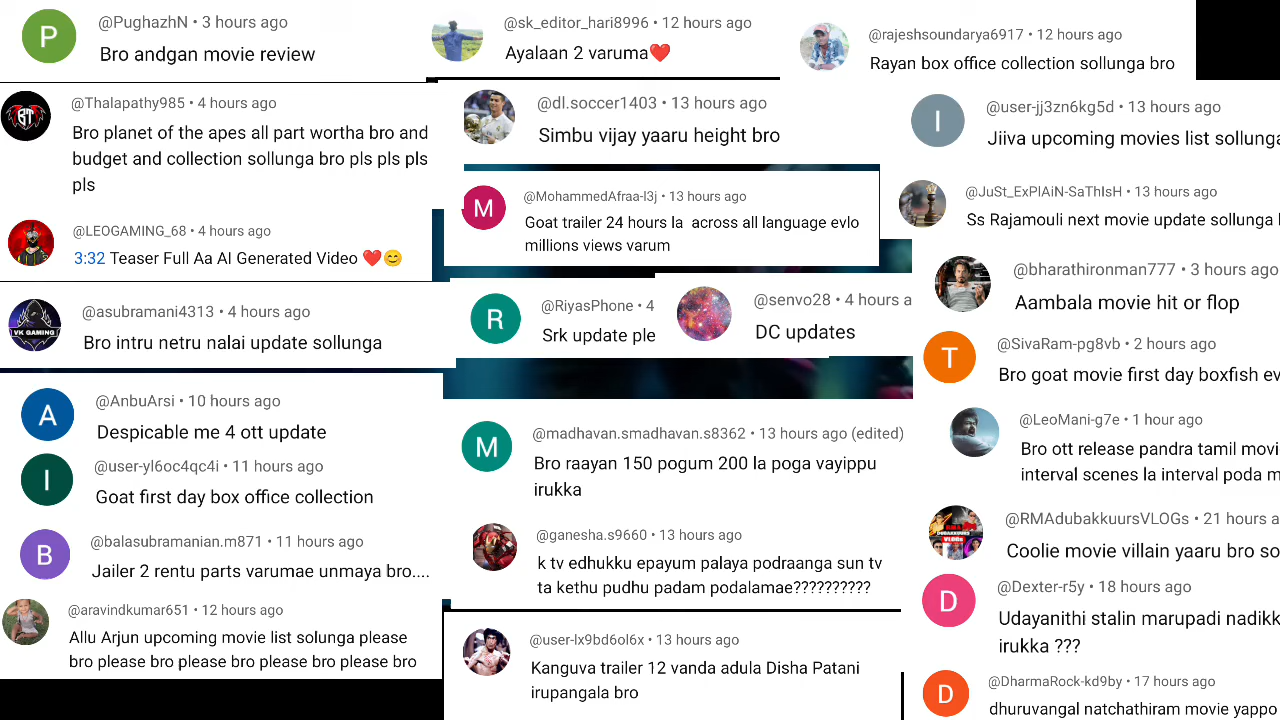 @PughazhN • 3 hours ago
Bro andgan movie review
@Thalapathy985 • 4 hours ago
Bro planet of the apes all part wortha bro and
budget and collection sollunga bro pls pls pls
pls
@LEOGAMING_68 • 4 hours ago
3:32 Teaser Full Aa AI Generated Video ❤️😊
VK GAMING
@asubramani4313 • 4 hours ago
Bro intru netru nalai update sollunga
A
@AnbuArsi • 10 hours ago
Despicable me 4 ott update
I
@user-yl6oc4qc4i • 11 hours ago
Goat first day box office collection
B
@balasubramanian.m871 • 11 hours ago
Jailer 2 rentu parts varumae unmaya bro....
@aravindkumar651 • 12 hours ago
Allu Arjun upcoming movie list solunga please
bro please bro please bro please bro please bro
@sk_editor_hari8996 • 12 hours ago
Ayalaan 2 varuma❤️
@dl.soccer1403 • 13 hours ago
Simbu vijay yaaru height bro
M
@MohammedAfraa-l3j • 13 hours ago
Goat trailer 24 hours la across all language evlo
millions views varum
R
@RiyasPhone • 4
Srk update ple
@senvo28 • 4 hours a
DC updates
M
@madhavan.smadhavan.s8362 • 13 hours ago (edited)
Bro raayan 150 pogum 200 la poga vayippu
irukka
@ganesha.s9660 • 13 hours ago
k tv edhukku epayum palaya podraanga sun tv
ta kethu pudhu padam podalamae??????????
@user-lx9bd6ol6x • 13 hours ago
Kanguva trailer 12 vanda adula Disha Patani
irupangala bro
@rajeshsoundarya6917 • 12 hours ago
Rayan box office collection sollunga bro
I
@user-jj3zn6kg5d • 13 hours ago
Jiiva upcoming movies list sollunga
@JuSt_ExPlAiN-SaThIsH • 13 hours ago
Ss Rajamouli next movie update sollunga
@bharathironman777 • 3 hours ago
Aambala movie hit or flop
T
@SivaRam-pg8vb • 2 hours ago
Bro goat movie first day boxfish ev
@LeoMani-g7e • 1 hour ago
Bro ott release pandra tamil movi
interval scenes la interval poda m
@RMAdubakkuursVLOGs • 21 hours a
Coolie movie villain yaaru bro so
D
@Dexter-r5y • 18 hours ago
Udayanithi stalin marupadi nadikk
irukka ???
D
@DharmaRock-kd9by • 17 hours ago
dhuruvangal natchathiram movie yappo